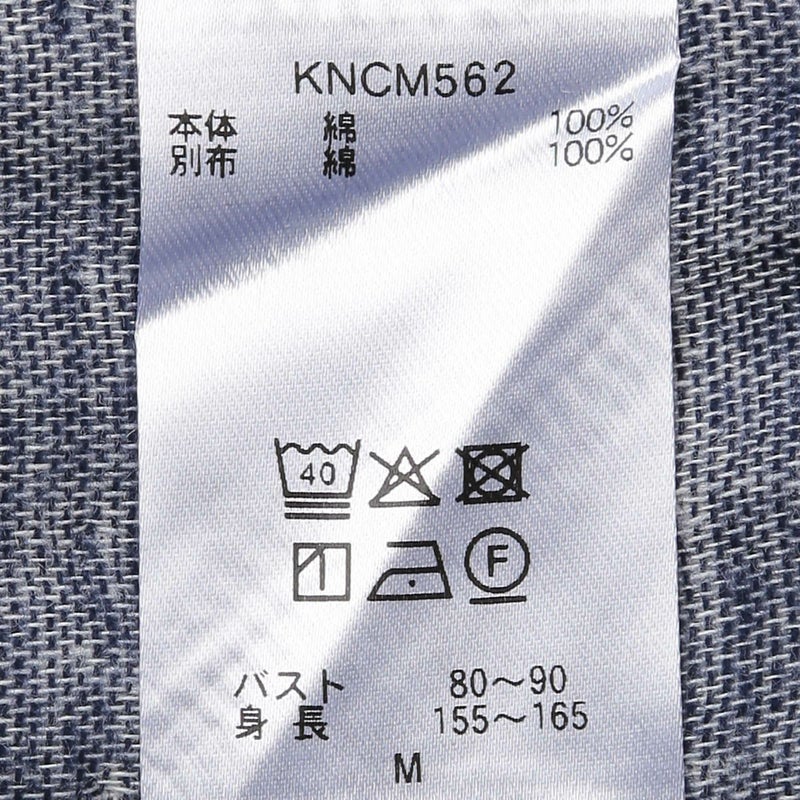 KNCM562
本体 綿 100%
別布 綿 100%
40
F
バスト 80～90
身長 155～165
M